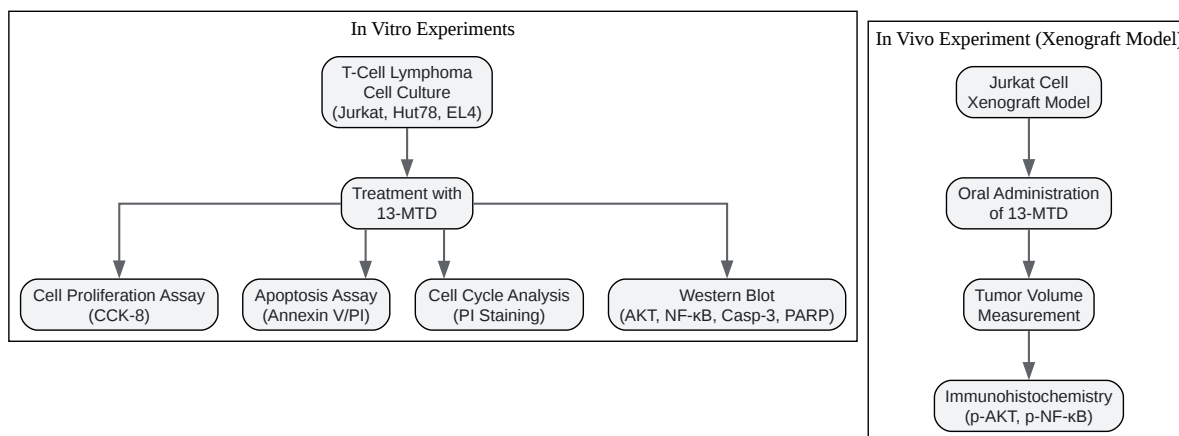 In Vitro Experiments
T-Cell Lymphoma
Cell Culture
(Jurkat, Hut78, EL4)
Treatment with
13-MTD
Cell Proliferation Assay
(CCK-8)
Apoptosis Assay
(Annexin V/PI)
Cell Cycle Analysis
(PI Staining)
Western Blot
(AKT, NF-κB, Casp-3, PARP)
In Vivo Experiment (Xenograft Model)
Jurkat Cell
Xenograft Model
Oral Administration
of 13-MTD
Tumor Volume
Measurement
Immunohistochemistry
(p-AKT, p-NF-κB)